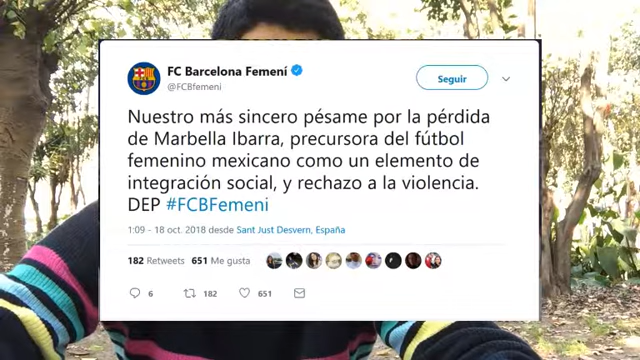 FC Barcelona Femení
@FCBfemeni
Seguir
Nuestro más sincero pésame por la pérdida
de Marbella Ibarra, precursora del fútbol
femenino mexicano como un elemento de
integración social, y rechazo a la violencia.
DEP #FCBFemeni
1:09 - 18 oct. 2018 desde Sant Just Desvern, España
182 Retweets 651 Me gusta
6 182 651